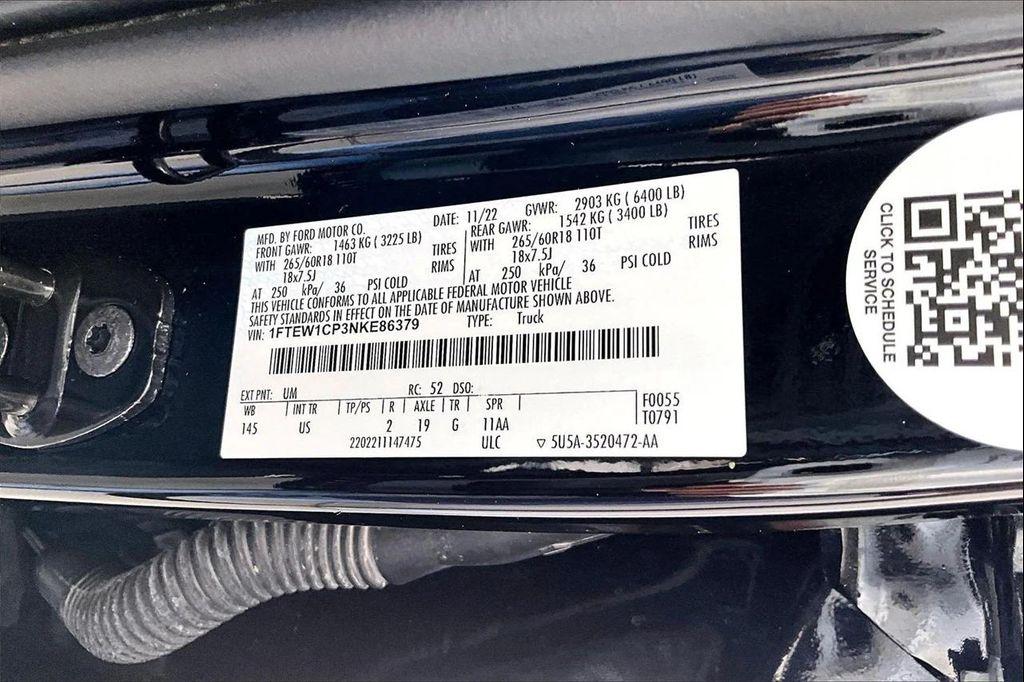 MFD. BY FORD MOTOR CO.
DATE: 11/22 GVWR: 2903 KG ( 6400 LB)
FRONT GAWR: 1463 KG ( 3225 LB)
WITH 265/60R18 110T TIRES
18x7.5J RIMS
AT 250 kPa/ 36 PSI COLD
REAR GAWR: 1542 KG ( 3400 LB)
WITH 265/60R18 110T TIRES
18x7.5J RIMS
AT 250 kPa/ 36 PSI COLD
THIS VEHICLE CONFORMS TO ALL APPLICABLE FEDERAL MOTOR VEHICLE
SAFETY STANDARDS IN EFFECT ON THE DATE OF MANUFACTURE SHOWN ABOVE.
VIN: 1FTEW1CP3NKE86379 TYPE: Truck
EXT PNT: UM RC: 52 DSO:
WB INT TR TP/PS R AXLE TR SPR
145 US 2 19 G 11AA
F0055
T0791
2202211147475 ULC ▽ 5U5A-3520472-AA
CLICK TO SCHEDULE
SERVICE